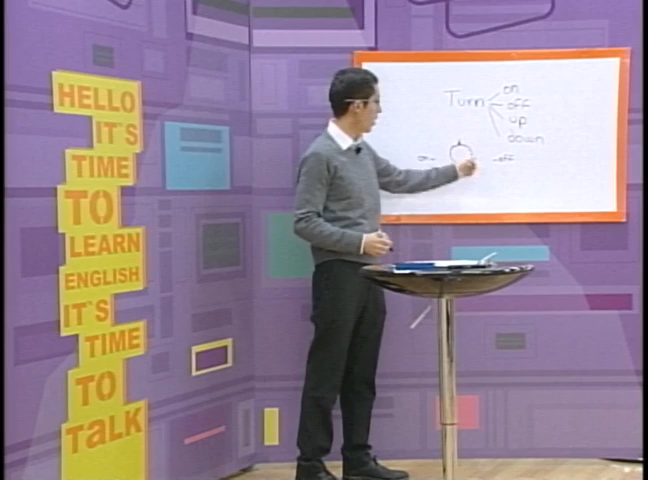 HELLO
IT'S
TIME
TO
LEARN
ENGLISH
IT'S
TIME
TO
TaLK
Turn
on
off
up
down
on
off